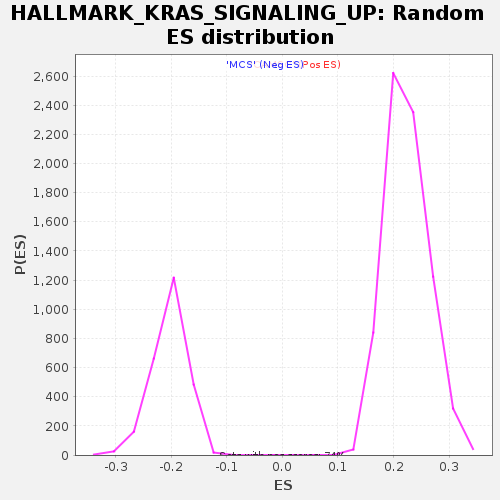 HALLMARK_KRAS_SIGNALING_UP: Random
ES distribution
'MCS' (Neg ES)
Pos ES)
P(ES)
2,600
2,400
2,200
2,000
1,800
1,600
1,400
1,200
1,000
800
600
400
200
0
-0.3 -0.2 -0.1 0.0 0.1 0.2 0.3
ES